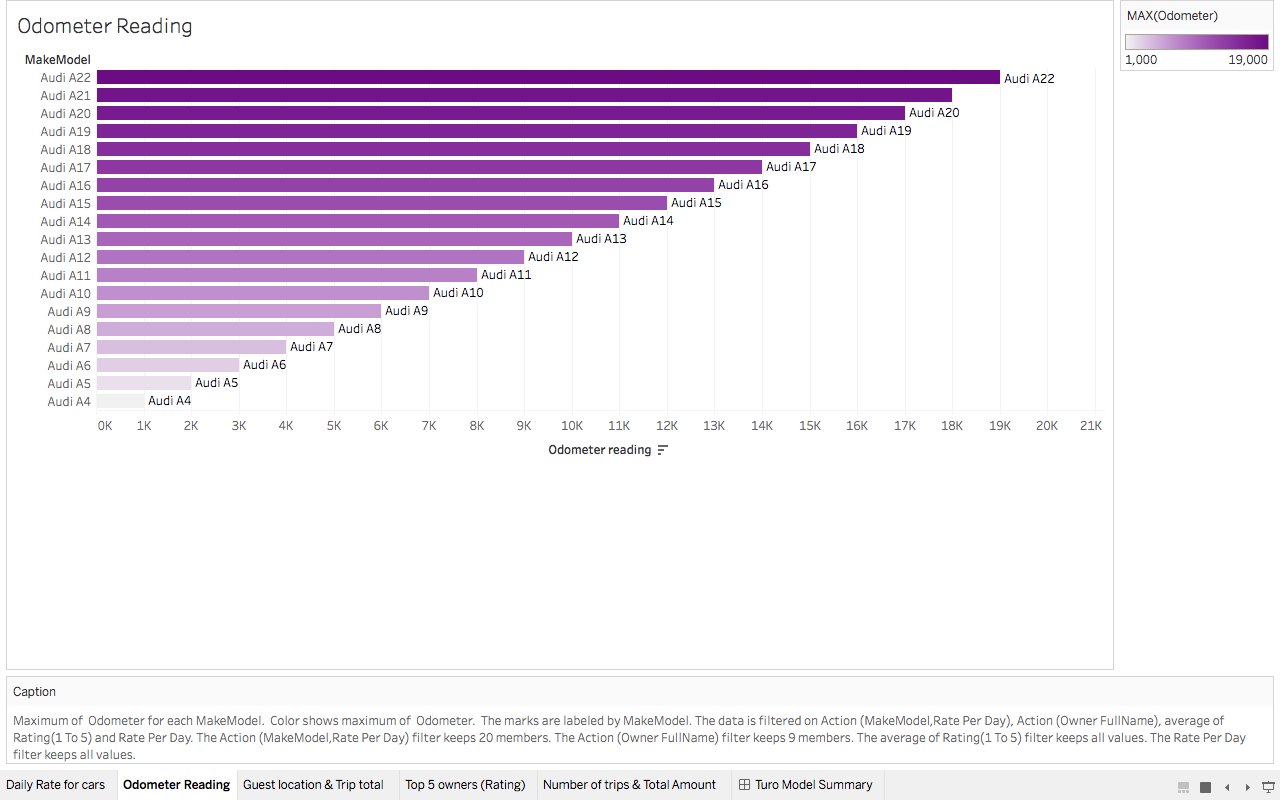 Odometer Reading
MAX(Odometer)
1,000 19,000
MakeModel
Audi A22 Audi A22
Audi A21
Audi A20 Audi A20
Audi A19 Audi A19
Audi A18 Audi A18
Audi A17 Audi A17
Audi A16 Audi A16
Audi A15 Audi A15
Audi A14 Audi A14
Audi A13 Audi A13
Audi A12 Audi A12
Audi A11 Audi A11
Audi A10 Audi A10
Audi A9 Audi A9
Audi A8 Audi A8
Audi A7 Audi A7
Audi A6 Audi A6
Audi A5 Audi A5
Audi A4 Audi A4
0K 1K 2K 3K 4K 5K 6K 7K 8K 9K 10K 11K 12K 13K 14K 15K 16K 17K 18K 19K 20K 21K
Odometer reading
Caption
Maximum of  Odometer for each MakeModel.  Color shows maximum of  Odometer.  The marks are labeled by MakeModel. The data is filtered on Action (MakeModel,Rate Per Day), Action (Owner FullName), average of
Rating(1 To 5) and Rate Per Day. The Action (MakeModel,Rate Per Day) filter keeps 20 members. The Action (Owner FullName) filter keeps 9 members. The average of Rating(1 To 5) filter keeps all values. The Rate Per Day
filter keeps all values.
Daily Rate for cars Odometer Reading Guest location & Trip total Top 5 owners (Rating) Number of trips & Total Amount Turo Model Summary